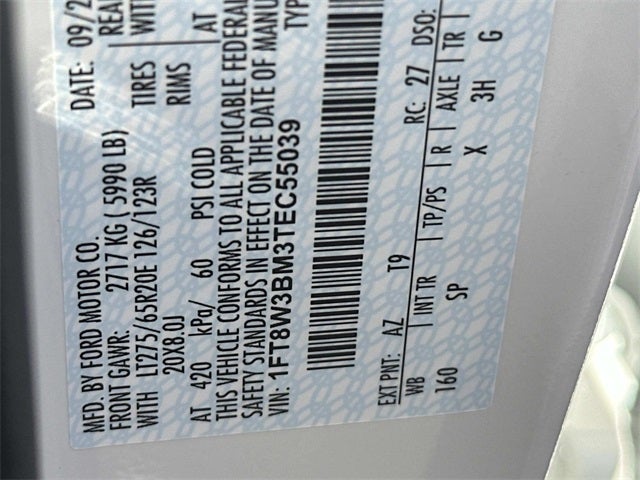 MFD. BY FORD MOTOR CO. DATE: 09/2
FRONT GAWR: 2717 KG ( 5990 LB)
WITH LT275/65R20E 126/123R TIRES WIT
20X8.0J RIMS
AT 420 kPa/ 60 PSI COLD AT
THIS VEHICLE CONFORMS TO ALL APPLICABLE FEDERAL
SAFETY STANDARDS IN EFFECT ON THE DATE OF MANU
VIN: 1FT8W3BM3TEC55039 TYP
EXT PNT: AZ T9 RC: 27 DSO:
WB | INT TR | TP/PS | R | AXLE | TR |
160 SP X 3H G